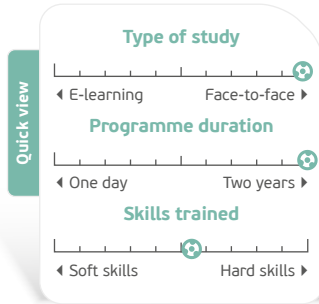 Quick view
Type of study
E-learning Face-to-face
Programme duration
One day Two years
Skills trained
Soft skills Hard skills